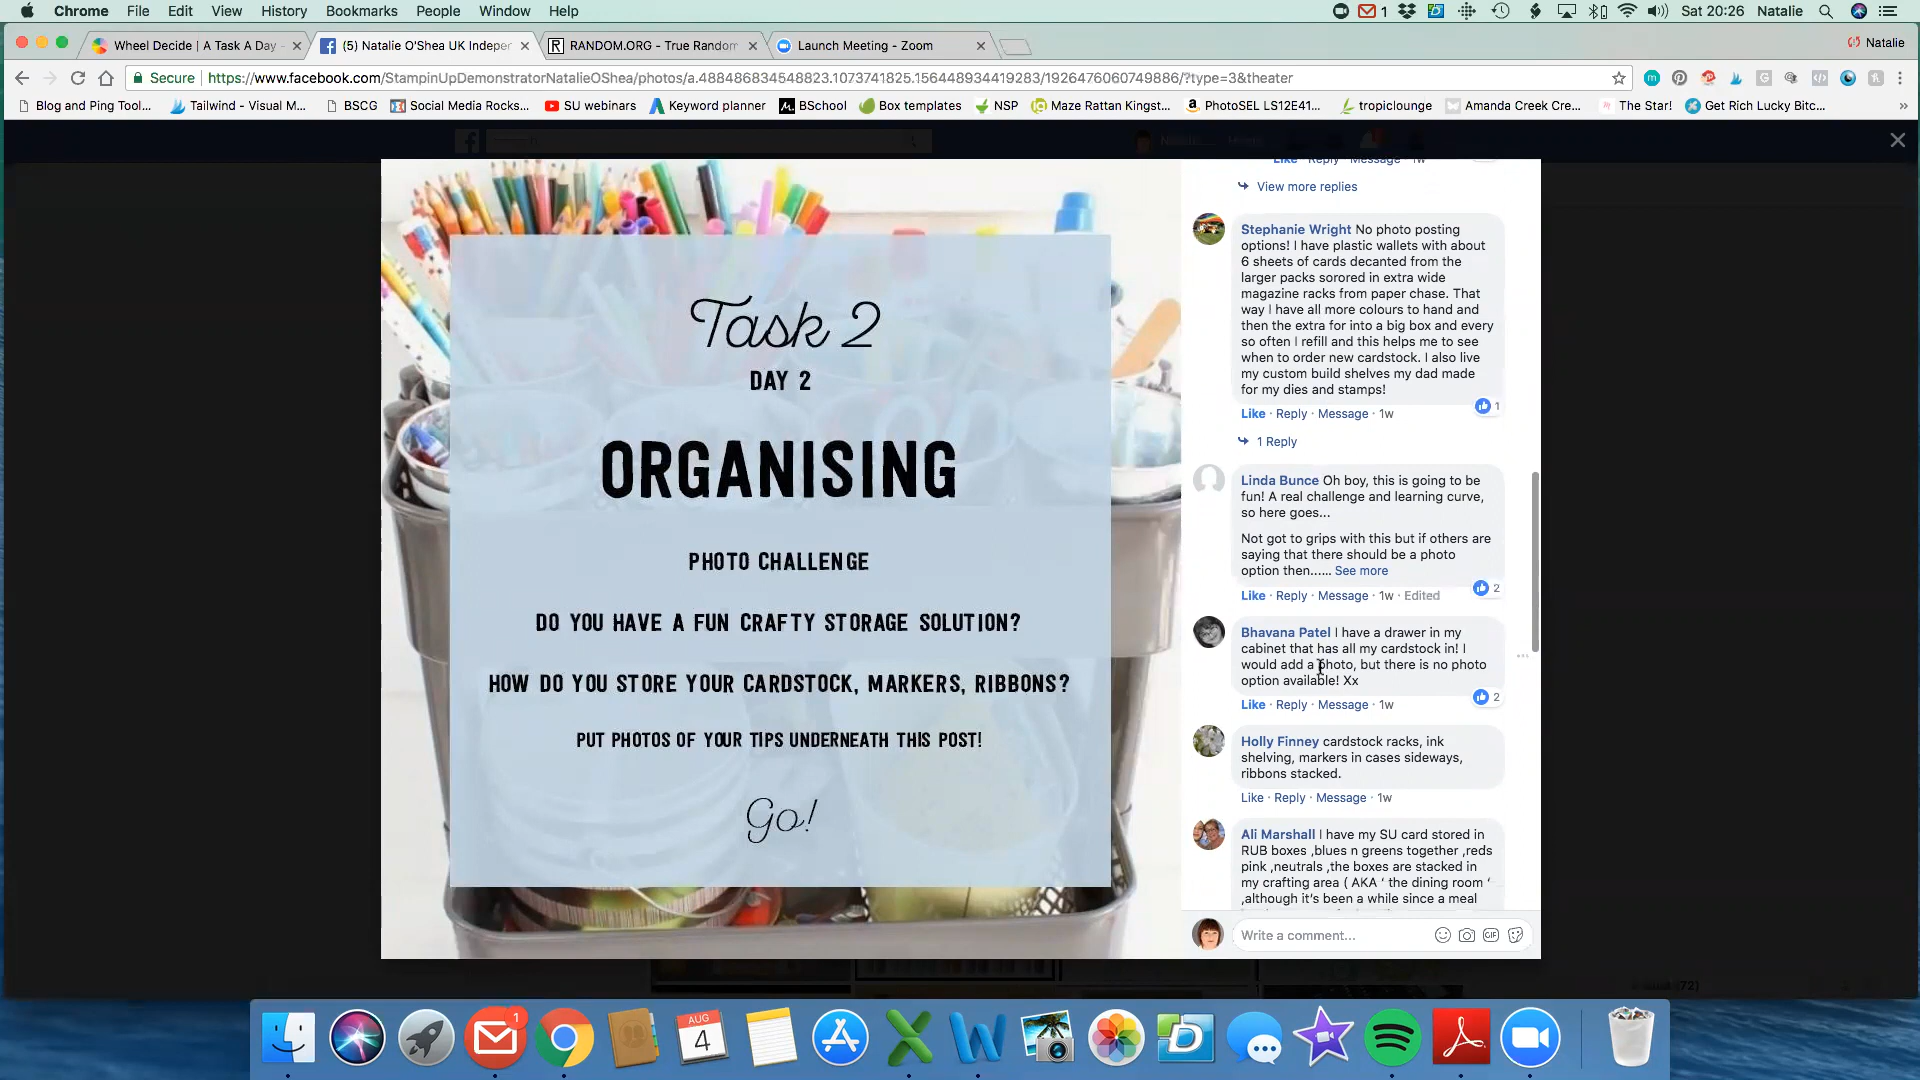 Chrome File Edit View History Bookmarks People Window Help
1 Sat 20:26 Natalie
Wheel Decide | A Task A Day -
(5) Natalie O'Shea UK Indepe
RANDOM.ORG - True Random
Launch Meeting - Zoom
Natalie
Secure https://www.facebook.com/StampinUpDemonstratorNatalieOShea/photos/a.488486834548823.1073741825.156448934419283/1926476060749886/?type=3&theater
Blog and Ping Tool... Tailwind - Visual M... BSCG Social Media Rocks... SU webinars Keyword planner BSchool Box templates NSP Maze Rattan Kingst... PhotoSEL LS12E41... tropiclounge Amanda Creek Cre... The Star! Get Rich Lucky Bitc... »
Task 2
DAY 2
ORGANISING
PHOTO CHALLENGE
DO YOU HAVE A FUN CRAFTY STORAGE SOLUTION?
HOW DO YOU STORE YOUR CARDSTOCK, MARKERS, RIBBONS?
PUT PHOTOS OF YOUR TIPS UNDERNEATH THIS POST!
Go!
Like · Reply · Message · 1w
View more replies
Stephanie Wright No photo posting
options! I have plastic wallets with about
6 sheets of cards decanted from the
larger packs sorored in extra wide
magazine racks from paper chase. That
way I have all more colours to hand and
then the extra for into a big box and every
so often I refill and this helps me to see
when to order new cardstock. I also live
my custom build shelves my dad made
for my dies and stamps!
Like · Reply · Message · 1w
1
1 Reply
Linda Bunce Oh boy, this is going to be
fun! A real challenge and learning curve,
so here goes...
Not got to grips with this but if others are
saying that there should be a photo
option then...... See more
2
Like · Reply · Message · 1w · Edited
Bhavana Patel I have a drawer in my
cabinet that has all my cardstock in! I
would add a photo, but there is no photo
option available! Xx
2
Like · Reply · Message · 1w
Holly Finney cardstock racks, ink
shelving, markers in cases sideways,
ribbons stacked.
Like · Reply · Message · 1w
Ali Marshall I have my SU card stored in
RUB boxes ,blues n greens together ,reds
pink ,neutrals ,the boxes are stacked in
my crafting area ( AKA ‘ the dining room ‘
,although it's been a while since a meal
Write a comment...
GIF
1
AUG
4